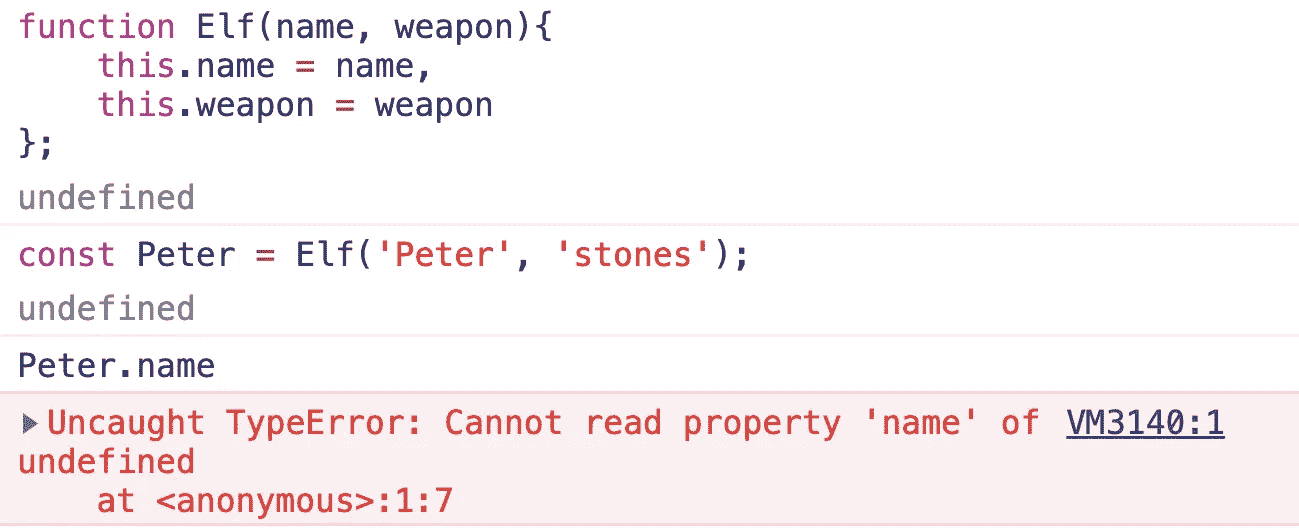 function Elf(name, weapon){
    this.name = name,
    this.weapon = weapon
};
undefined
const Peter = Elf('Peter', 'stones');
undefined
Peter.name
▶Uncaught TypeError: Cannot read property 'name' of VM3140:1
undefined
    at <anonymous>:1:7